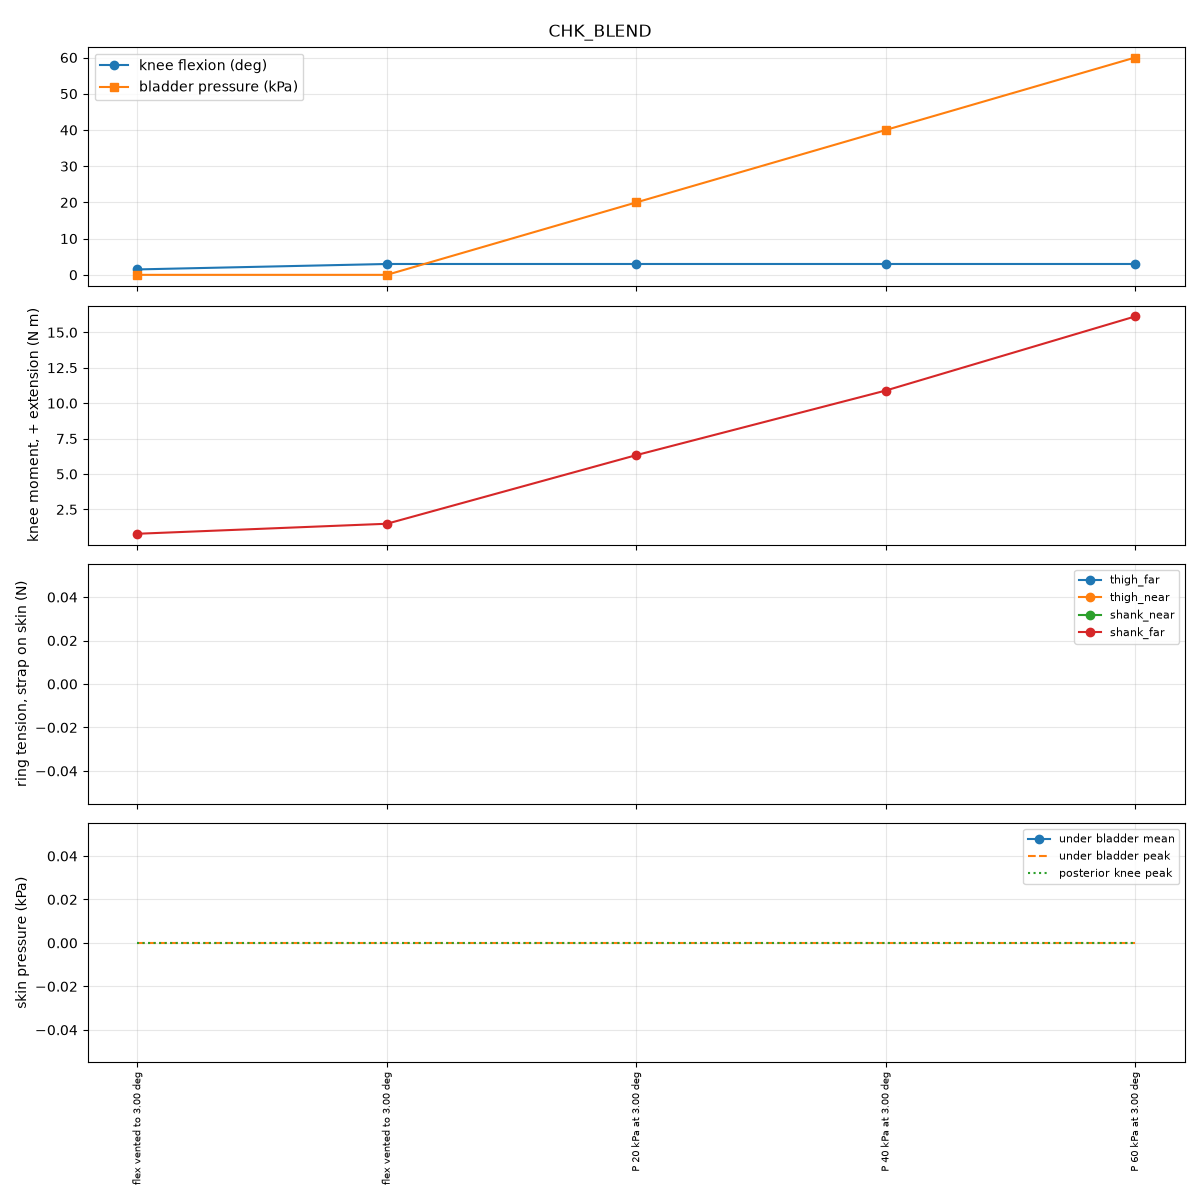 CHK_BLEND
60
50
40
30
20
10
0
knee flexion (deg)
bladder pressure (kPa)
knee moment, + extension (N m)
15.0
12.5
10.0
7.5
5.0
2.5
ring tension, strap on skin (N)
0.04
0.02
0.00
−0.02
−0.04
thigh_far
thigh_near
shank_near
shank_far
skin pressure (kPa)
0.04
0.02
0.00
−0.02
−0.04
under bladder mean
under bladder peak
posterior knee peak
flex vented to 3.00 deg
flex vented to 3.00 deg
P 20 kPa at 3.00 deg
P 40 kPa at 3.00 deg
P 60 kPa at 3.00 deg